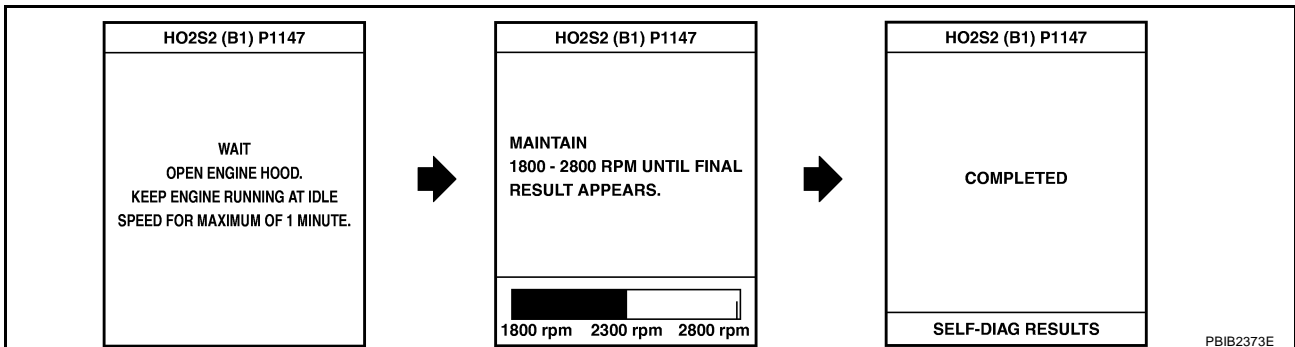 HO2S2 (B1) P1147
WAIT
OPEN ENGINE HOOD.
KEEP ENGINE RUNNING AT IDLE
SPEED FOR MAXIMUM OF 1 MINUTE.
HO2S2 (B1) P1147
MAINTAIN
1800 - 2800 RPM UNTIL FINAL
RESULT APPEARS.
1800 rpm 2300 rpm 2800 rpm
HO2S2 (B1) P1147
COMPLETED
SELF-DIAG RESULTS
PBIB2373E